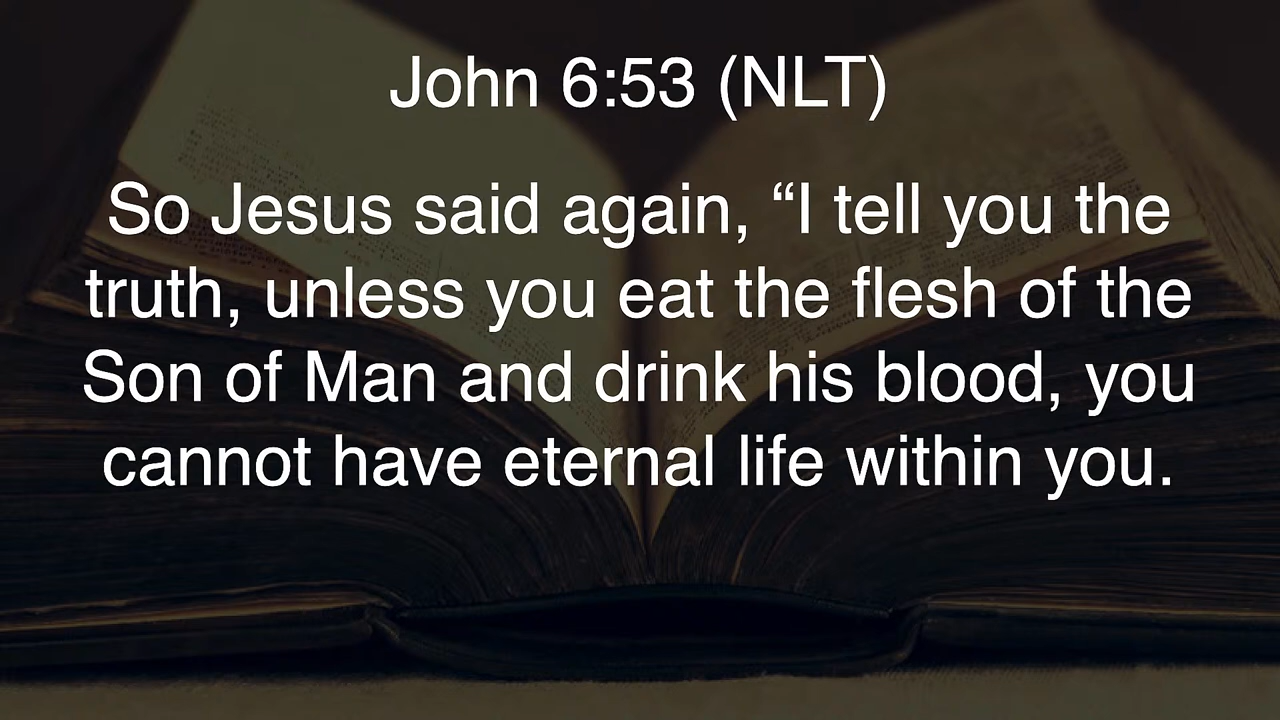 John 6:53 (NLT)
So Jesus said again, “I tell you the
truth, unless you eat the flesh of the
Son of Man and drink his blood, you
cannot have eternal life within you.